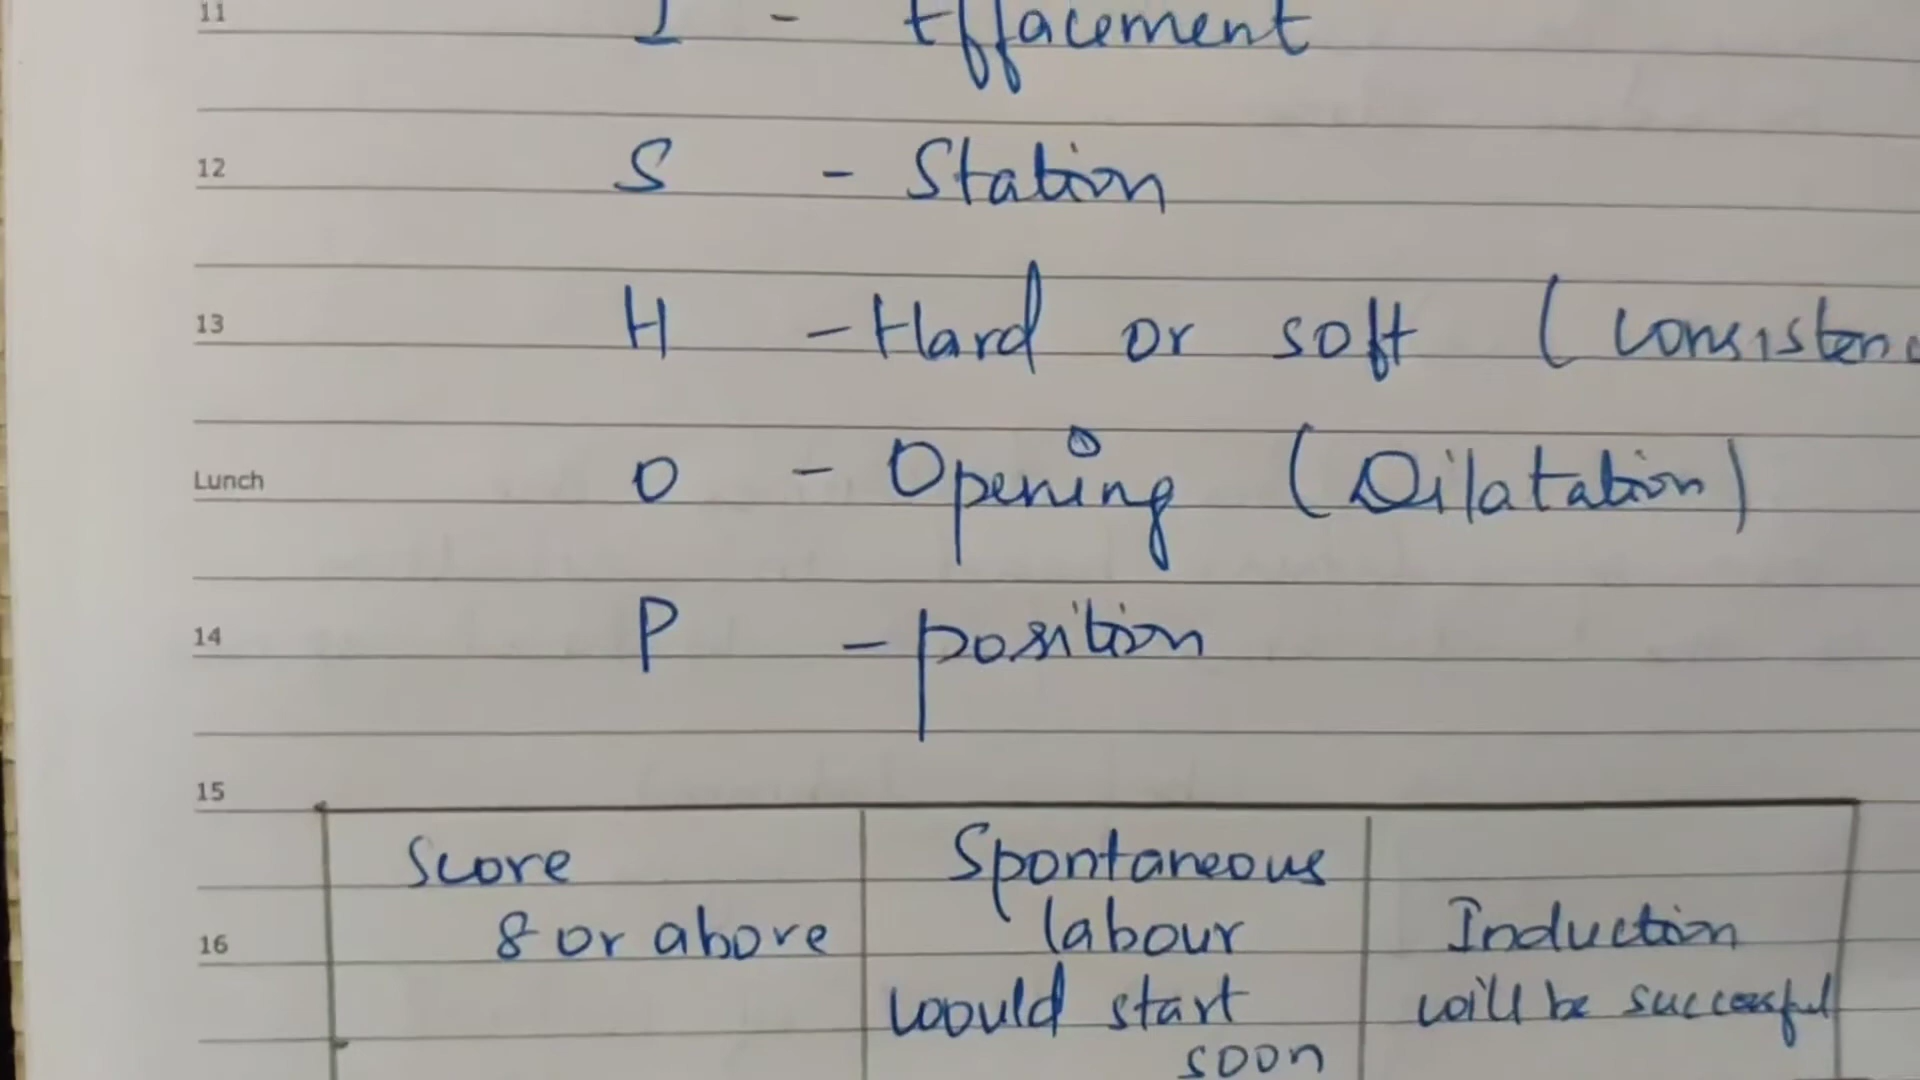 11 I - Effacement
12 S - Station
13 H - Hard or soft (consistenc
Lunch O - Opening (Dilatation)
14 P - position
15
Score Spontaneous
16 8 or above labour Induction
would start will be successful
soon